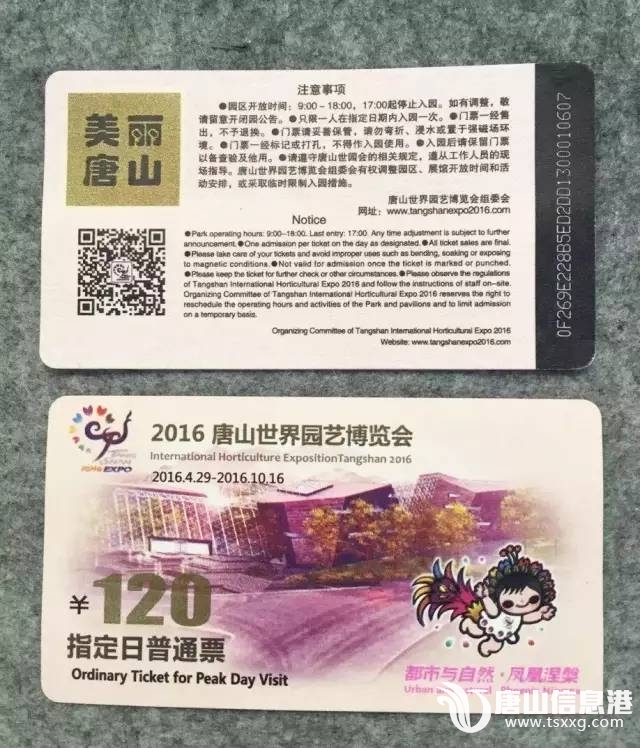 美丽
唐山
注意事项
●园区开放时间：9:00－18:00，17:00起停止入园。如有调整，敬
请留意开闭园公告。●只限一人在指定日期内入园一次。●门票一经售
出，不予退换。●门票请妥善保管，请勿弯折、浸水或置于强磁场环
境。●门票一经标记或打孔，不得作入园使用。●入园后请保留门票
以备查验及他用。●请遵守唐山世园会的相关规定，遵从工作人员的现
场指导。唐山世界园艺博览会组委会有权调整园区、展馆开放时间和活
动安排，或采取临时限制入园措施。
唐山世界园艺博览会组委会
网址：www.tangshanexpo2016.com
Notice
●Park operating hours: 9:00–18:00. Last entry: 17:00. Any time adjustment is subject to further
announcement.●One admission per ticket on the day as designated.●All ticket sales are final.
●Please take care of your tickets and avoid improper uses such as bending, soaking or exposing
to magnetic conditions.●Not valid for admission once the ticket is marked or punched.
●Please keep the ticket for further check or other circumstances.●Please observe the regulations
of Tangshan International Horticultural Expo 2016 and follow the instructions of staff on-site.
Organizing Committee of Tangshan International Horticultural Expo 2016 reserves the right to
reschedule the operating hours and activities of the Park and pavilions and to limit admission
on a temporary basis.
Organizing Committee of Tangshan International Horticultural Expo 2016
Website: www.tangshanexpo2016.com
0F269E228B5ED2DD1300010607
EXPO
2016 唐山世界园艺博览会
International Horticulture ExpositionTangshan 2016
2016.4.29-2016.10.16
¥120
指定日普通票
Ordinary Ticket for Peak Day Visit
都市与自然·凤凰涅槃
Urban
唐山信息港
www.tsxxg.com